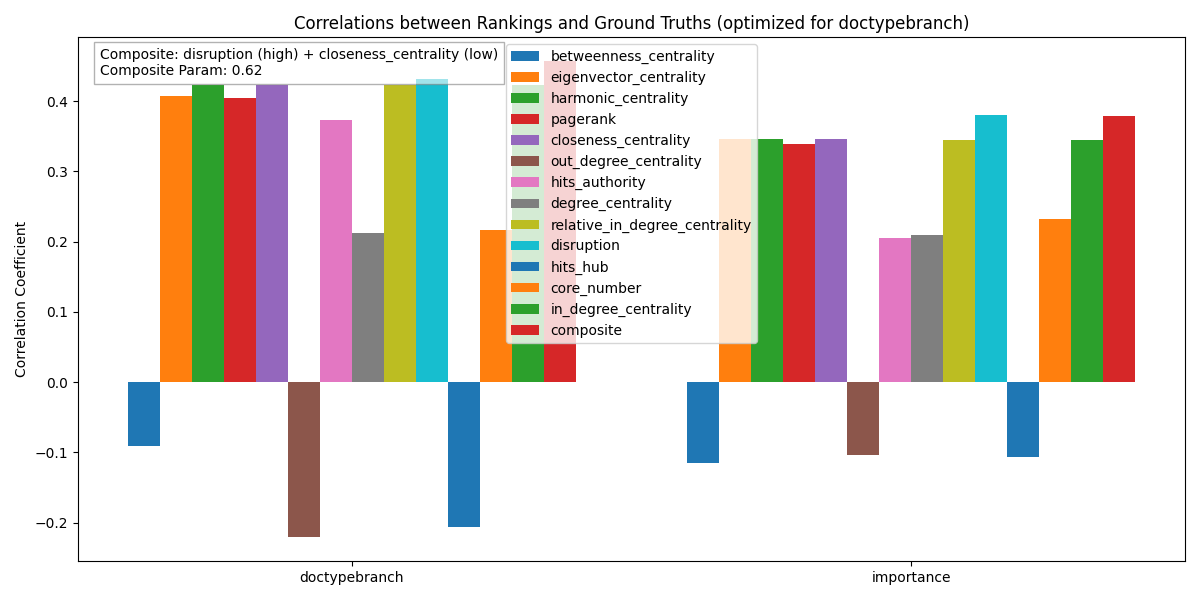 Correlations between Rankings and Ground Truths (optimized for doctypebranch)
Composite: disruption (high) + closeness_centrality (low)
Composite Param: 0.62
betweenness_centrality
eigenvector_centrality
harmonic_centrality
pagerank
closeness_centrality
out_degree_centrality
hits_authority
degree_centrality
relative_in_degree_centrality
disruption
hits_hub
core_number
in_degree_centrality
composite
Correlation Coefficient
0.4
0.3
0.2
0.1
0.0
−0.1
−0.2
doctypebranch
importance